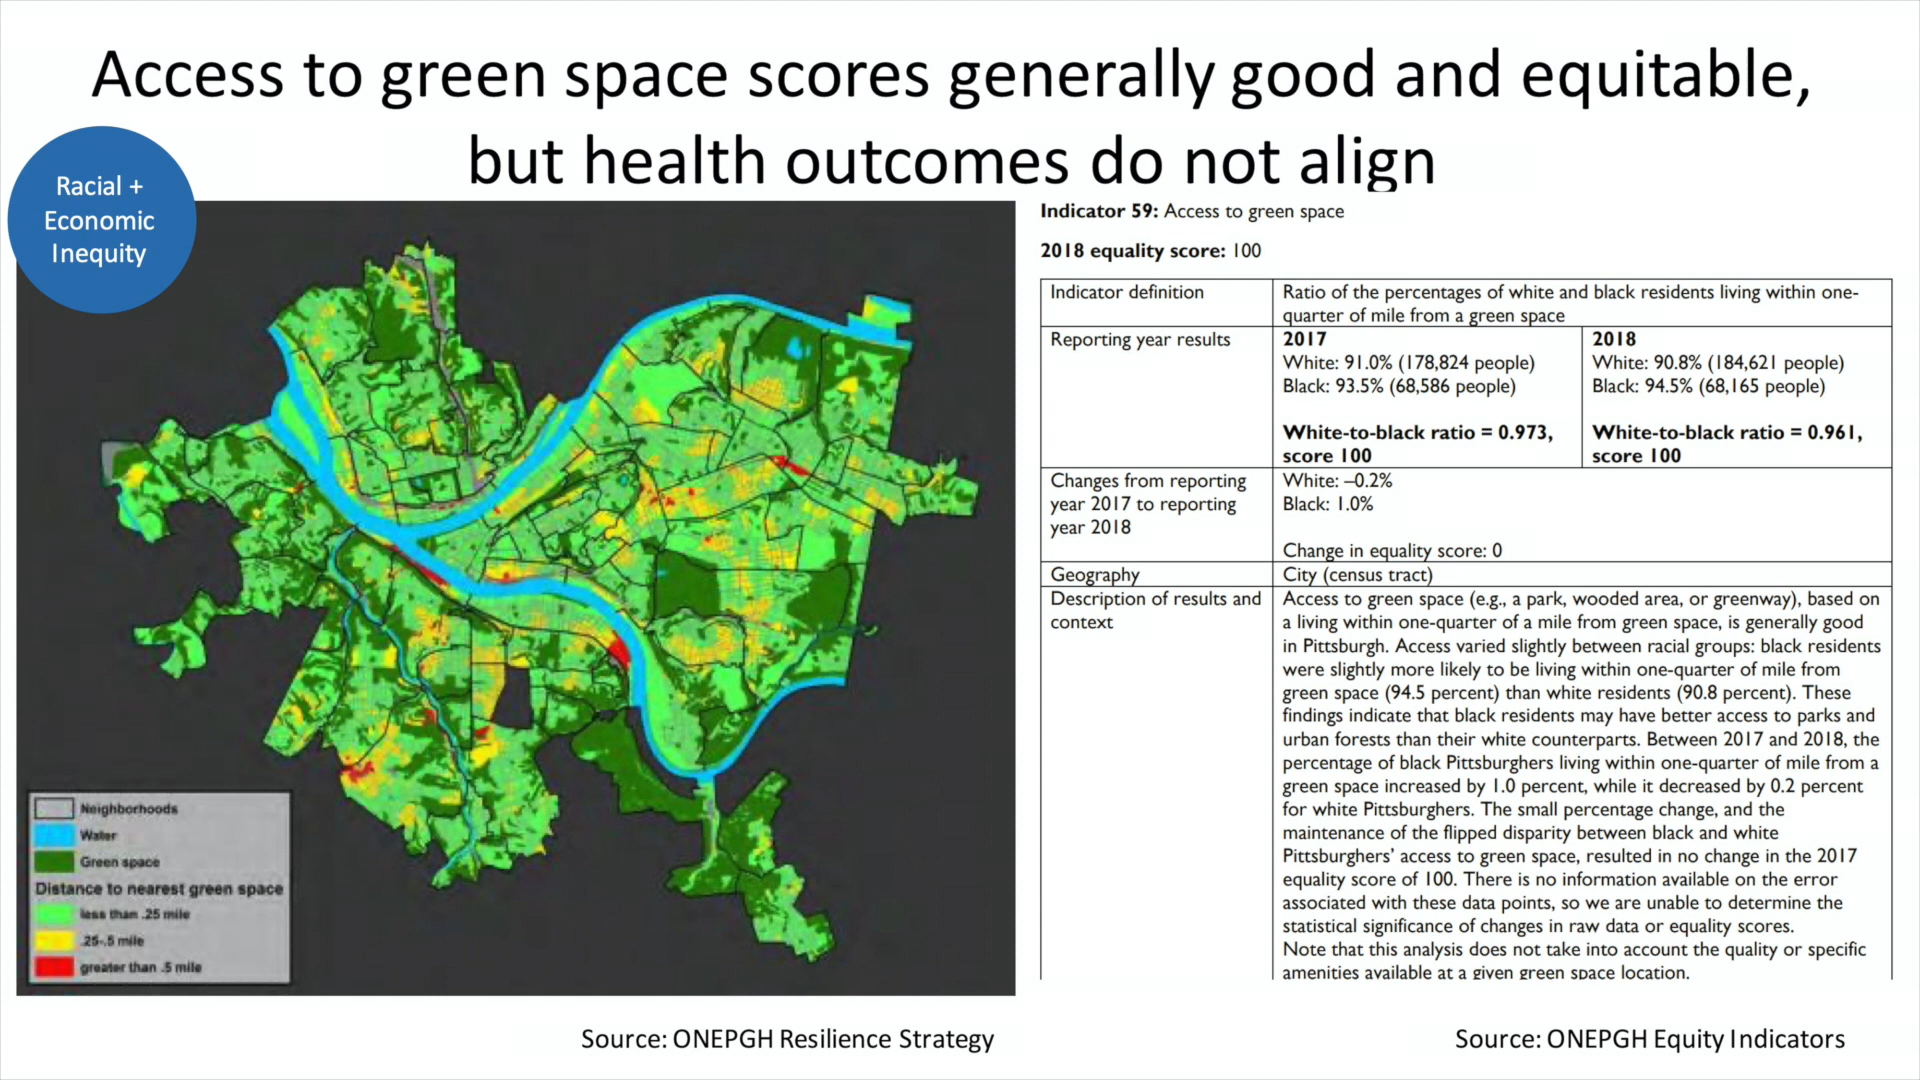 Access to green space scores generally good and equitable,
but health outcomes do not align
Racial +
Economic
Inequity
Neighborhoods
Water
Green space
Distance to nearest green space
less than .25 mile
.25-.5 mile
greater than .5 mile
Source: ONEPGH Resilience Strategy
Indicator 59: Access to green space
2018 equality score: 100
Indicator definition
Ratio of the percentages of white and black residents living within one-
quarter of mile from a green space
Reporting year results
2017
White: 91.0% (178,824 people)
Black: 93.5% (68,586 people)
White-to-black ratio = 0.973,
score 100
2018
White: 90.8% (184,621 people)
Black: 94.5% (68,165 people)
White-to-black ratio = 0.961,
score 100
Changes from reporting
year 2017 to reporting
year 2018
White: –0.2%
Black: 1.0%
Change in equality score: 0
Geography
City (census tract)
Description of results and
context
Access to green space (e.g., a park, wooded area, or greenway), based on
a living within one-quarter of a mile from green space, is generally good
in Pittsburgh. Access varied slightly between racial groups: black residents
were slightly more likely to be living within one-quarter of mile from
green space (94.5 percent) than white residents (90.8 percent). These
findings indicate that black residents may have better access to parks and
urban forests than their white counterparts. Between 2017 and 2018, the
percentage of black Pittsburghers living within one-quarter of mile from a
green space increased by 1.0 percent, while it decreased by 0.2 percent
for white Pittsburghers. The small percentage change, and the
maintenance of the flipped disparity between black and white
Pittsburghers' access to green space, resulted in no change in the 2017
equality score of 100. There is no information available on the error
associated with these data points, so we are unable to determine the
statistical significance of changes in raw data or equality scores.
Note that this analysis does not take into account the quality or specific
amenities available at a given green space location.
Source: ONEPGH Equity Indicators